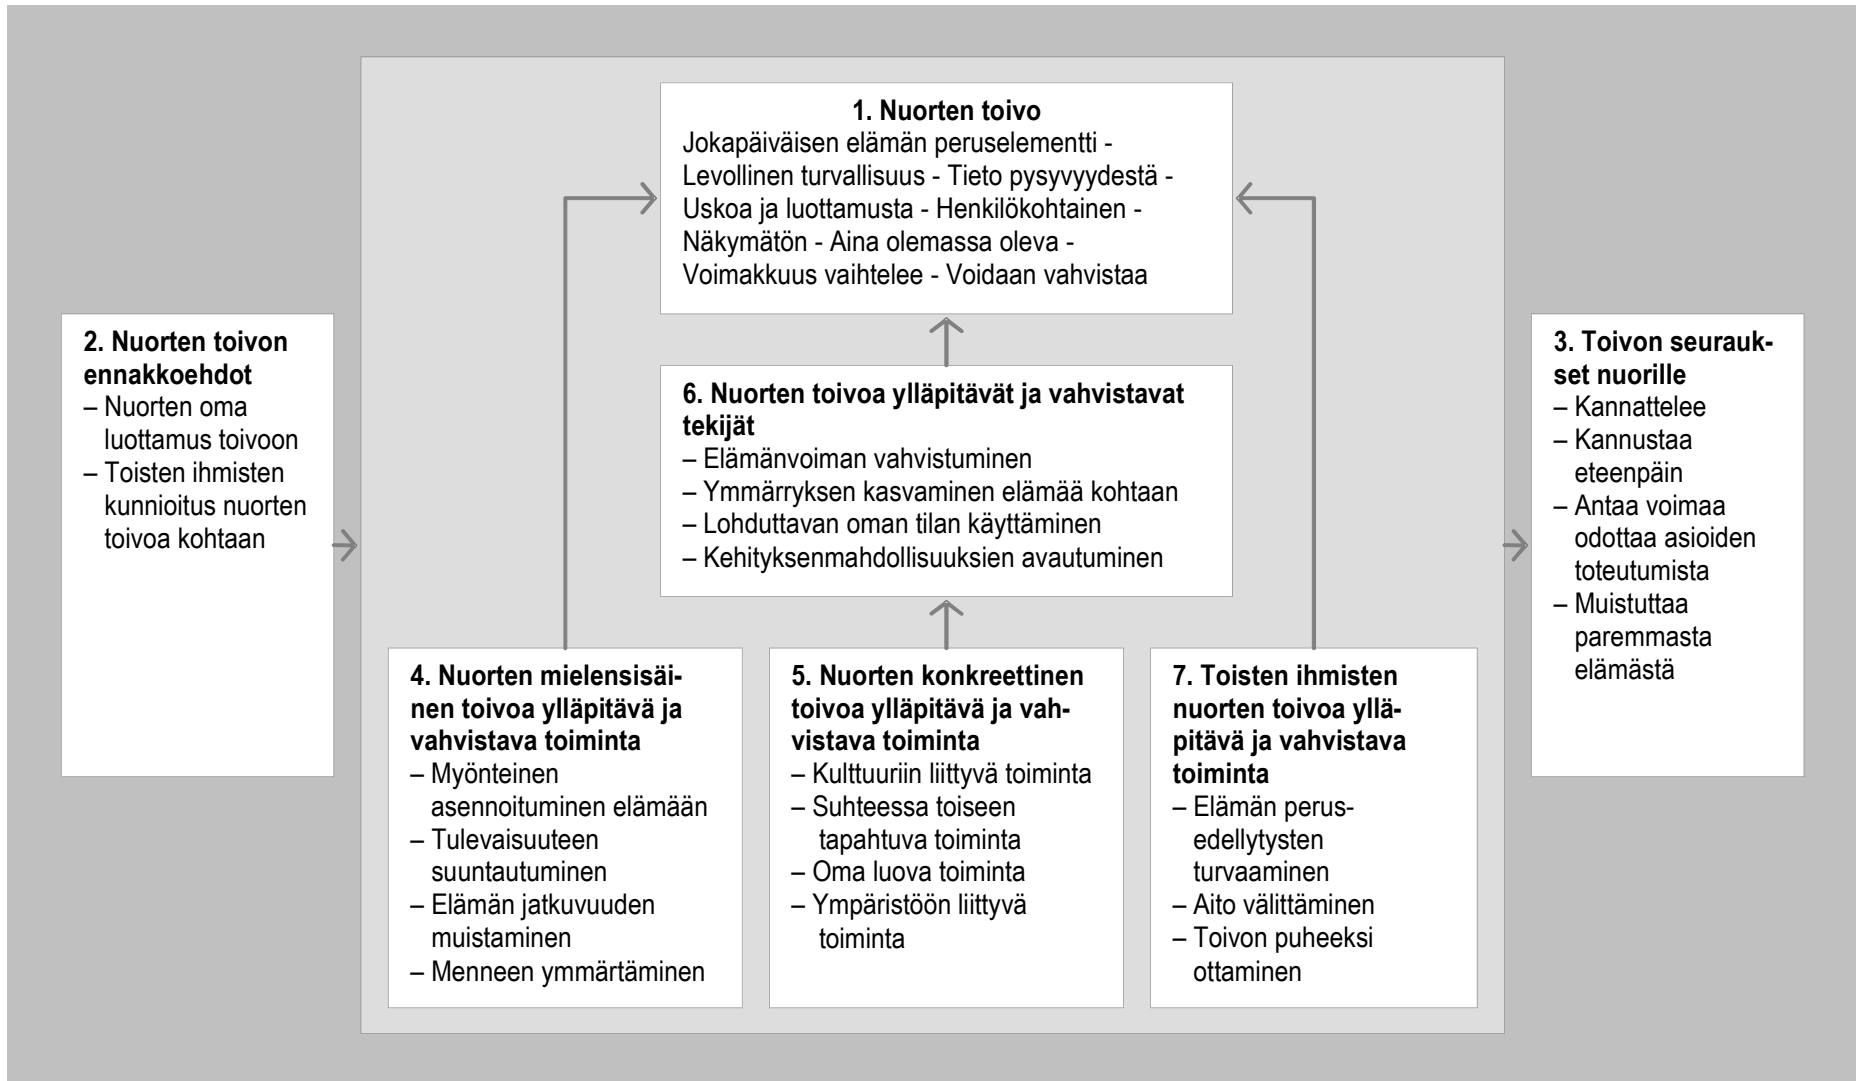 1. Nuorten toivo
Jokapäiväisen elämän peruselementti -
Levollinen turvallisuus - Tieto pysyvyydestä -
Uskoa ja luottamusta - Henkilökohtainen -
Näkymätön - Aina olemassa oleva -
Voimakkuus vaihtelee - Voidaan vahvistaa
2. Nuorten toivon
ennakkoehdot
– Nuorten oma
luottamus toivoon
– Toisten ihmisten
kunnioitus nuorten
toivoa kohtaan
6. Nuorten toivoa ylläpitävät ja vahvistavat
tekijät
– Elämänvoiman vahvistuminen
– Ymmärryksen kasvaminen elämää kohtaan
– Lohduttavan oman tilan käyttäminen
– Kehityksenmahdollisuuksien avautuminen
3. Toivon seurauk-
set nuorille
– Kannattelee
– Kannustaa
eteenpäin
– Antaa voimaa
odottaa asioiden
toteutumista
– Muistuttaa
paremmasta
elämästä
4. Nuorten mielensisäi-
nen toivoa ylläpitävä ja
vahvistava toiminta
– Myönteinen
asennoituminen elämään
– Tulevaisuuteen
suuntautuminen
– Elämän jatkuvuuden
muistaminen
– Menneen ymmärtäminen
5. Nuorten konkreettinen
toivoa ylläpitävä ja vah-
vistava toiminta
– Kulttuuriin liittyvä toiminta
– Suhteessa toiseen
tapahtuva toiminta
– Oma luova toiminta
– Ympäristöön liittyvä
toiminta
7. Toisten ihmisten
nuorten toivoa yllä-
pitävä ja vahvistava
toiminta
– Elämän perus-
edellytysten
turvaaminen
– Aito välittäminen
– Toivon puheeksi
ottaminen